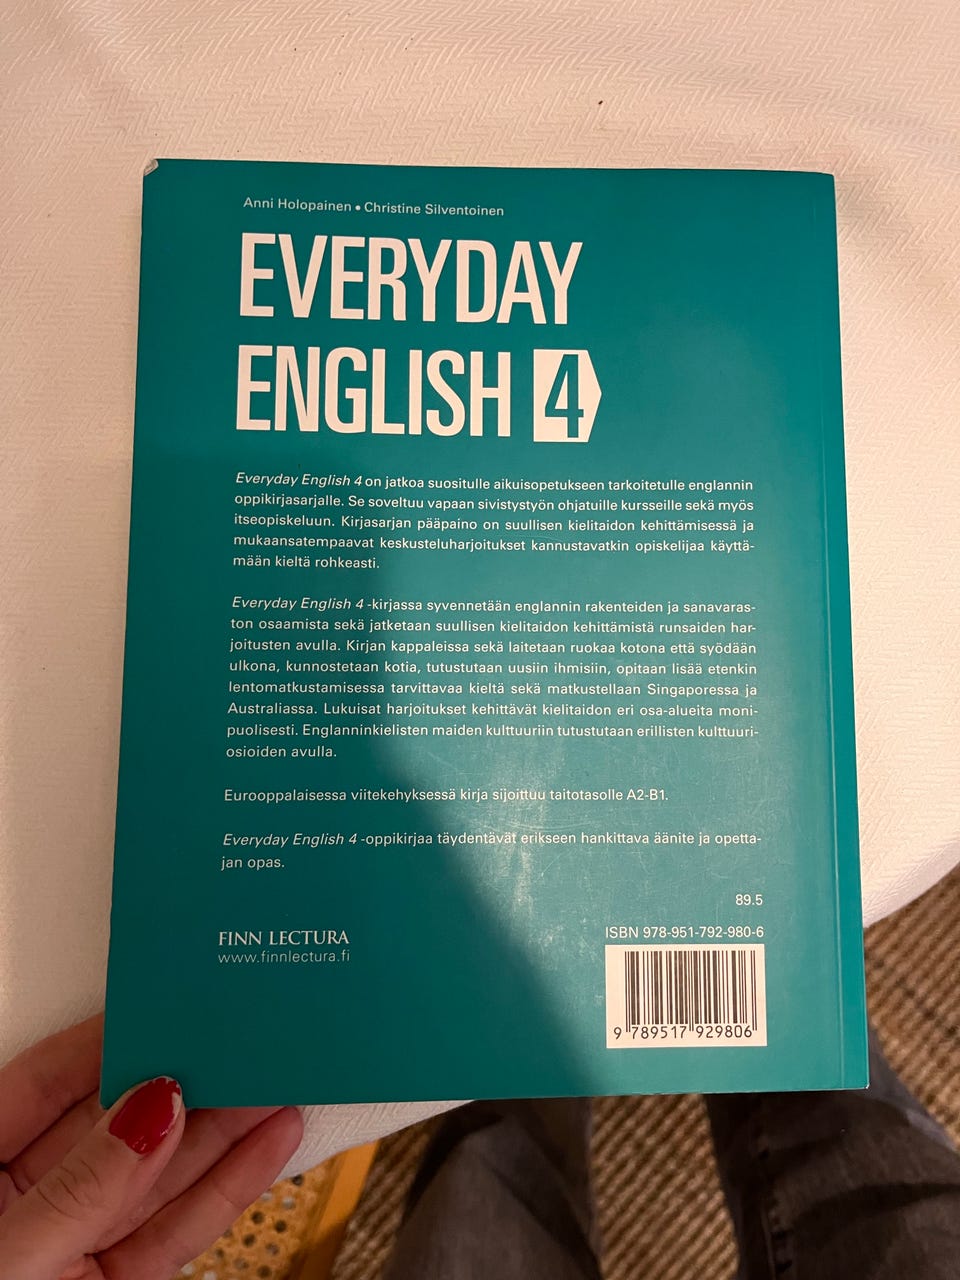 Anni Holopainen • Christine Silventoinen
EVERYDAY
ENGLISH 4
Everyday English 4 on jatkoa suositulle aikuisopetukseen tarkoitetulle englannin
oppikirjasarjalle. Se soveltuu vapaan sivistystyön ohjatuille kursseille sekä myös
itseopiskeluun. Kirjasarjan pääpaino on suullisen kielitaidon kehittämisessä ja
mukaansatempaavat keskusteluharjoitukset kannustavatkin opiskelijaa käyttä-
mään kieltä rohkeasti.
Everyday English 4 -kirjassa syvennetään englannin rakenteiden ja sanavaras-
ton osaamista sekä jatketaan suullisen kielitaidon kehittämistä runsaiden har-
joitusten avulla. Kirjan kappaleissa sekä laitetaan ruokaa kotona että syödään
ulkona, kunnostetaan kotia, tutustutaan uusiin ihmisiin, opitaan lisää etenkin
lentomatkustamisessa tarvittavaa kieltä sekä matkustellaan Singaporessa ja
Australiassa. Lukuisat harjoitukset kehittävät kielitaidon eri osa-alueita moni-
puolisesti. Englanninkielisten maiden kulttuuriin tutustutaan erillisten kulttuuri-
osioiden avulla.
Eurooppalaisessa viitekehyksessä kirja sijoittuu taitotasolle A2-B1.
Everyday English 4 -oppikirjaa täydentävät erikseen hankittava äänite ja opetta-
jan opas.
89.5
ISBN 978-951-792-980-6
FINN LECTURA
www.finnlectura.fi
9 789517 929806